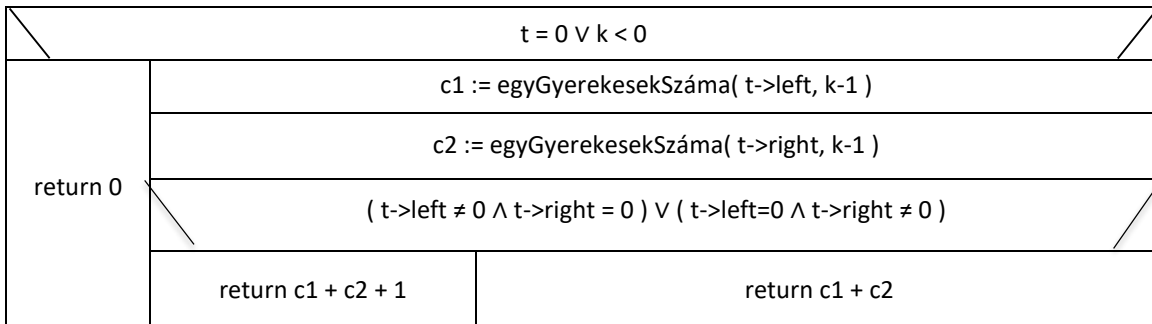 t = 0 ∨ k < 0
c1 := egyGyerekesekSzáma( t->left, k-1 )
c2 := egyGyerekesekSzáma( t->right, k-1 )
return 0
( t->left ≠ 0 ∧ t->right = 0 ) ∨ ( t->left=0 ∧ t->right ≠ 0 )
return c1 + c2 + 1
return c1 + c2